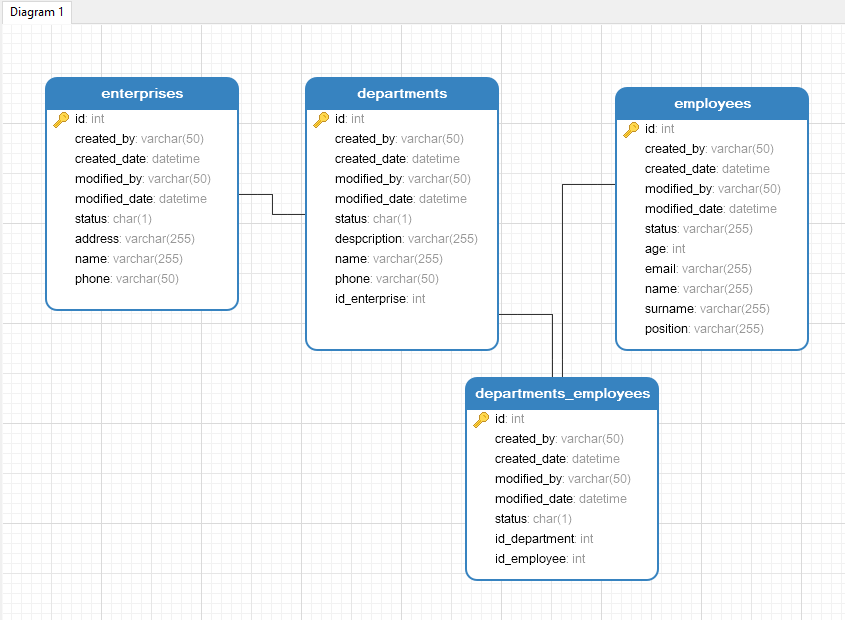 Diagram 1
enterprises
id: int
created_by: varchar(50)
created_date: datetime
modified_by: varchar(50)
modified_date: datetime
status: char(1)
address: varchar(255)
name: varchar(255)
phone: varchar(50)
departments
id: int
created_by: varchar(50)
created_date: datetime
modified_by: varchar(50)
modified_date: datetime
status: char(1)
despcription: varchar(255)
name: varchar(255)
phone: varchar(50)
id_enterprise: int
employees
id: int
created_by: varchar(50)
created_date: datetime
modified_by: varchar(50)
modified_date: datetime
status: varchar(255)
age: int
email: varchar(255)
name: varchar(255)
surname: varchar(255)
position: varchar(255)
departments_employees
id: int
created_by: varchar(50)
created_date: datetime
modified_by: varchar(50)
modified_date: datetime
status: char(1)
id_department: int
id_employee: int